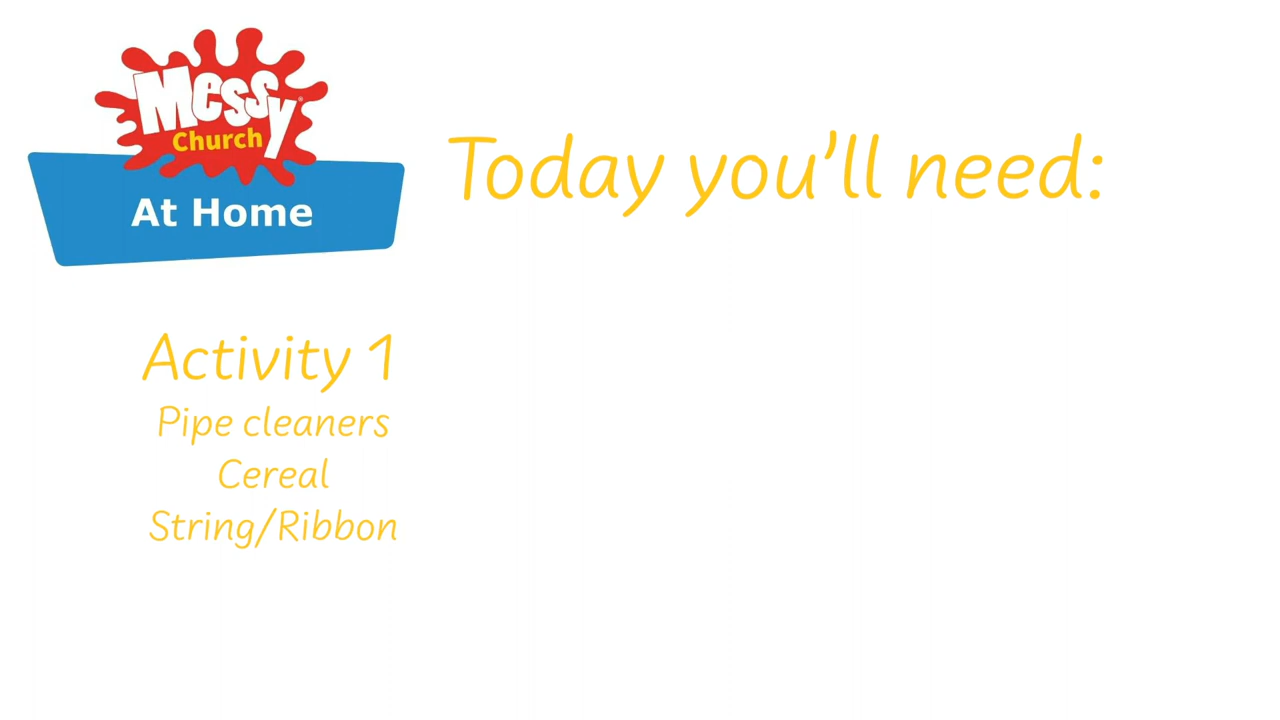 Messy
Church
At Home
Today you'll need:
Activity 1
Pipe cleaners
Cereal
String/Ribbon